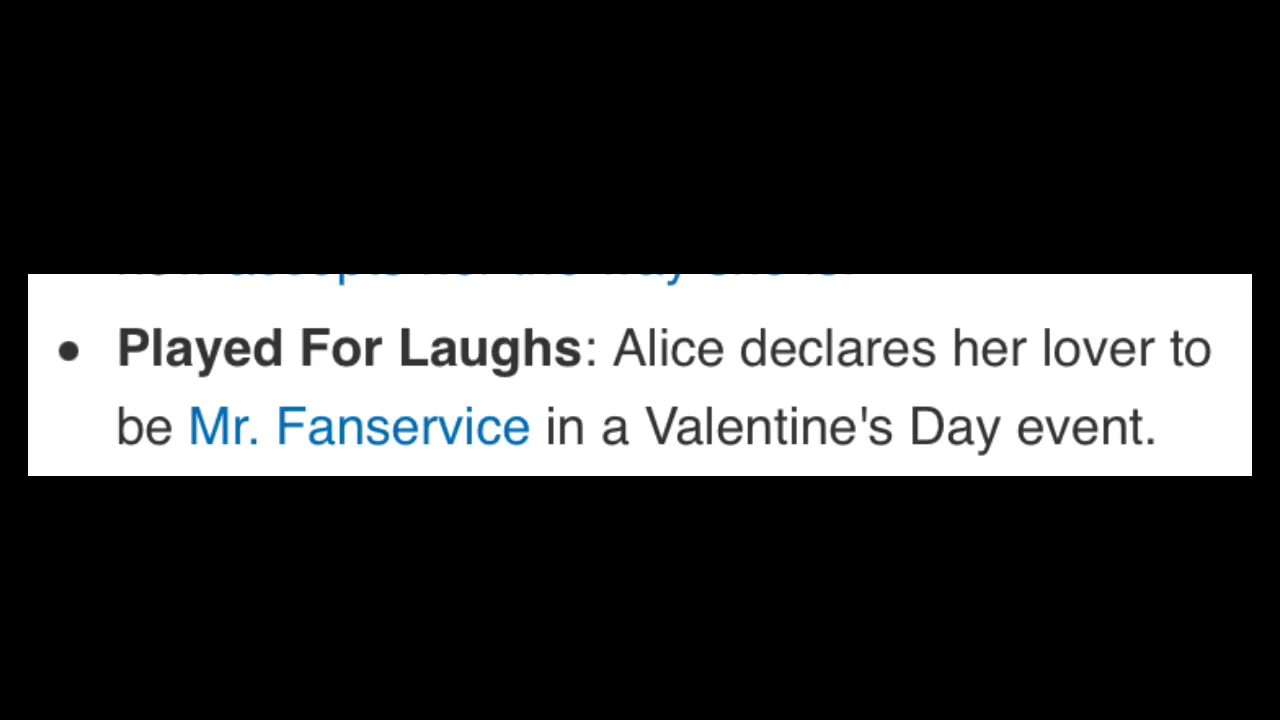 • Played For Laughs: Alice declares her lover to
be Mr. Fanservice in a Valentine's Day event.